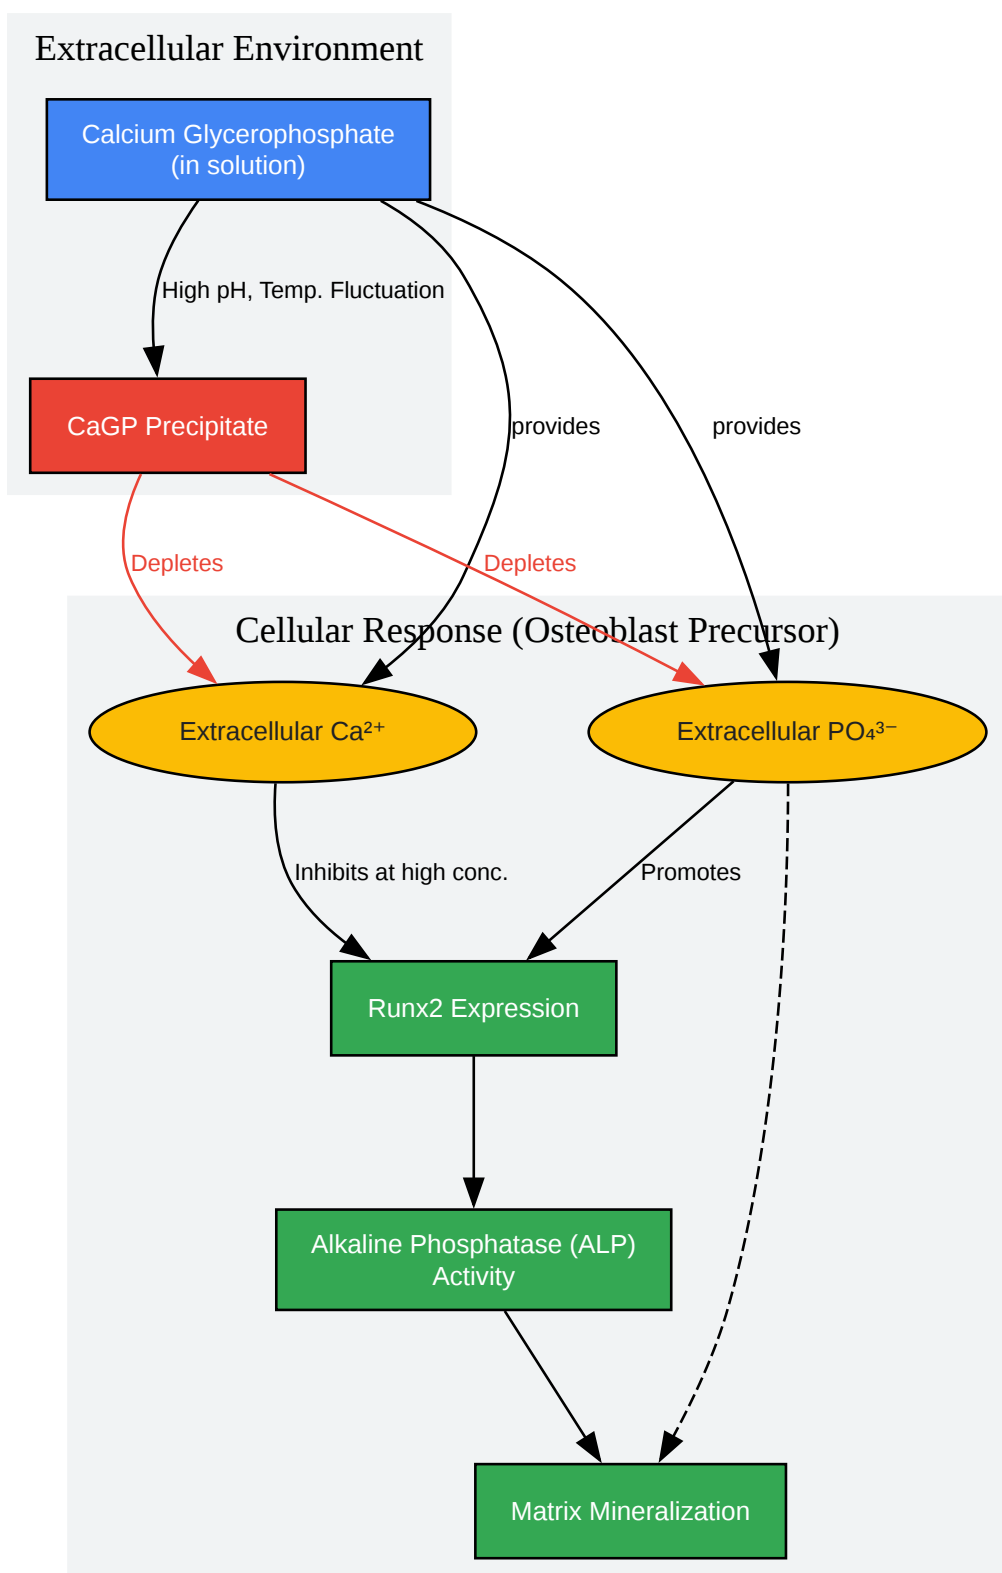 Extracellular Environment
Calcium Glycerophosphate
(in solution)
High pH, Temp. Fluctuation
CaGP Precipitate
provides
provides
Depletes
Depletes
Cellular Response (Osteoblast Precursor)
Extracellular Ca²⁺
Extracellular PO₄³⁻
Inhibits at high conc.
Promotes
Runx2 Expression
Alkaline Phosphatase (ALP)
Activity
Matrix Mineralization